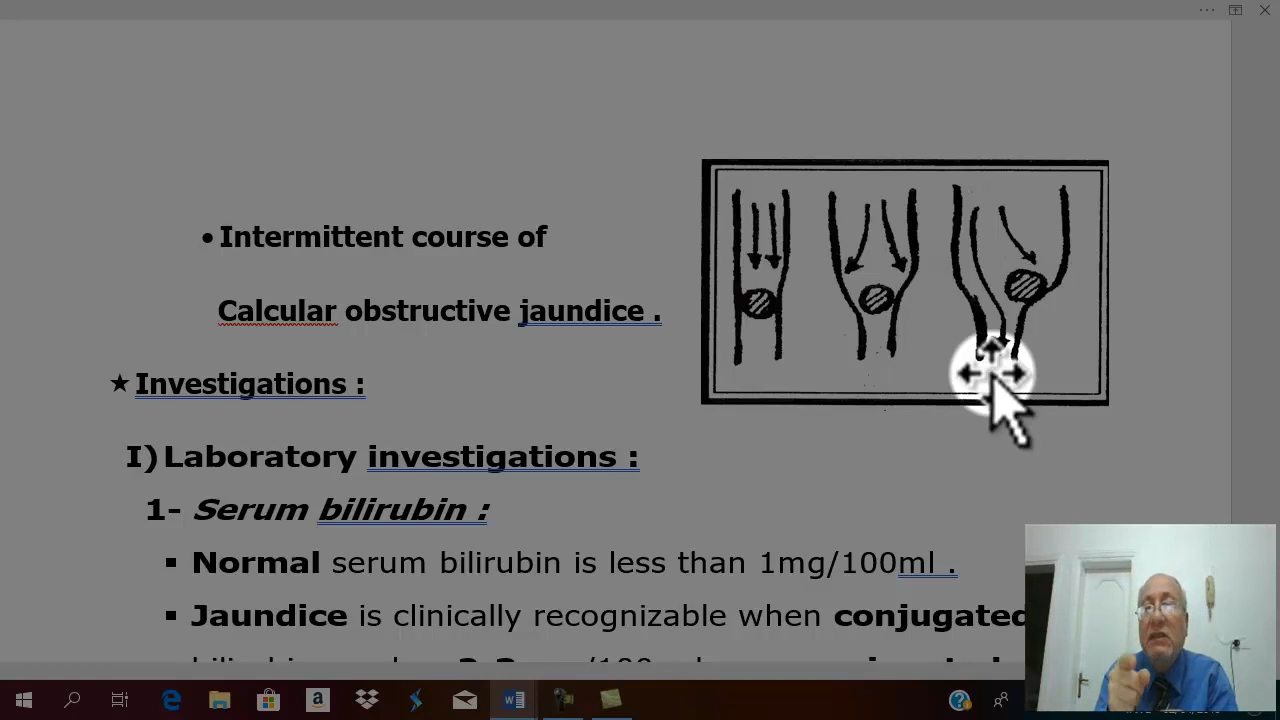 • Intermittent course of
Calcular obstructive jaundice .
★ Investigations :
I) Laboratory investigations :
1- Serum bilirubin :
▪ Normal serum bilirubin is less than 1mg/100ml .
▪ Jaundice is clinically recognizable when conjugated